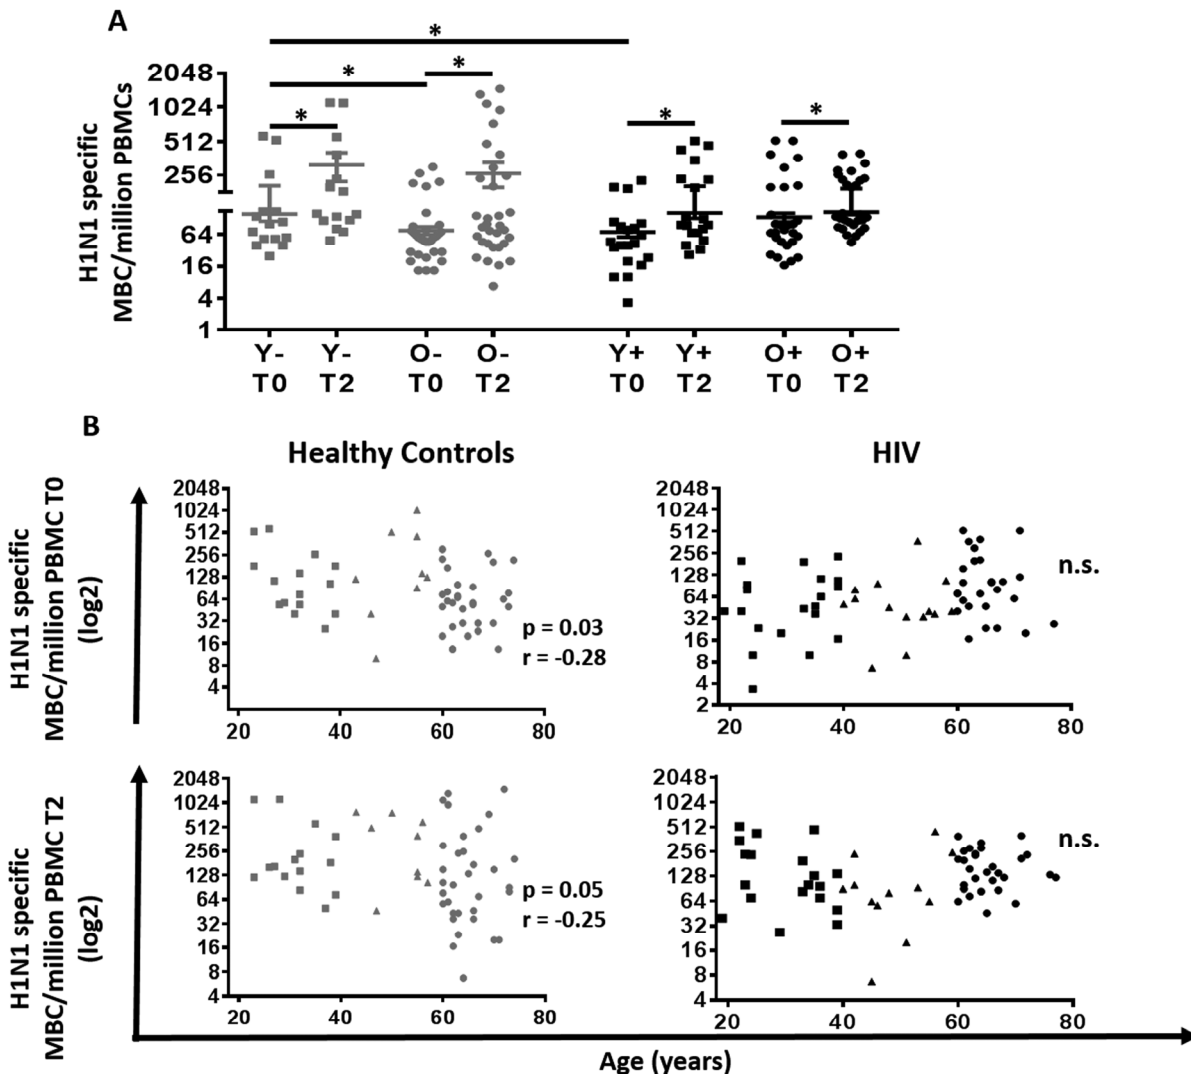 A
H1N1 specific
MBC/million PBMCs
2048
1024
512
256
64
16
4
1
*
*
*
*
*
*
Y- Y- O- O- Y+ Y+ O+ O+
T0 T2 T0 T2 T0 T2 T0 T2
B
Healthy Controls
HIV
H1N1 specific
MBC/million PBMC T0
(log2)
2048
1024
512
256
128
64
32
16
8
4
20 40 60 80
p = 0.03
r = -0.28
2048
1024
512
256
128
64
32
16
8
4
2
20 40 60 80
n.s.
H1N1 specific
MBC/million PBMC T2
(log2)
2048
1024
512
256
128
64
32
16
8
4
20 40 60 80
p = 0.05
r = -0.25
2048
1024
512
256
128
64
32
16
8
4
20 40 60 80
n.s.
Age (years)